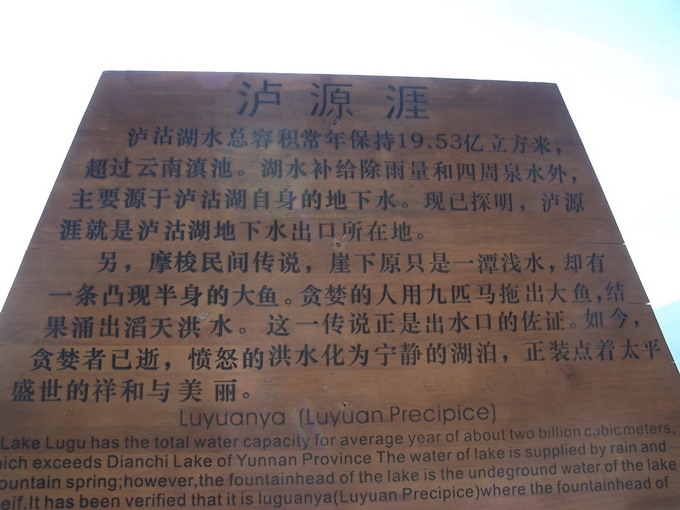 泸源涯
泸沽湖水总容积常年保持19.53亿立方米，
超过云南滇池。湖水补给除雨量和四周泉水外，
主要源于泸沽湖自身的地下水。现已探明，泸源
涯就是泸沽湖地下水出口所在地。
另，摩梭民间传说，崖下原只是一潭浅水，却有
一条凸现半身的大鱼。贪婪的人用九匹马拖出大鱼，结
果涌出滔天洪水。这一传说正是出水口的佐证。如今，
贪婪者已逝，愤怒的洪水化为宁静的湖泊，正装点着太平
盛世的祥和与美丽。
Luyuanya (Luyuan Precipice)
Lake Lugu has the total water capacity for average year of about two billion cubic meters,
hich exceeds Dianchi Lake of Yunnan Province The water of lake is supplied by rain and
ountain spring;however,the fountainhead of the lake is the undeground water of the lake
eif.It has been verified that it is luguanya(Luyuan Precipice)where the fountainhead of